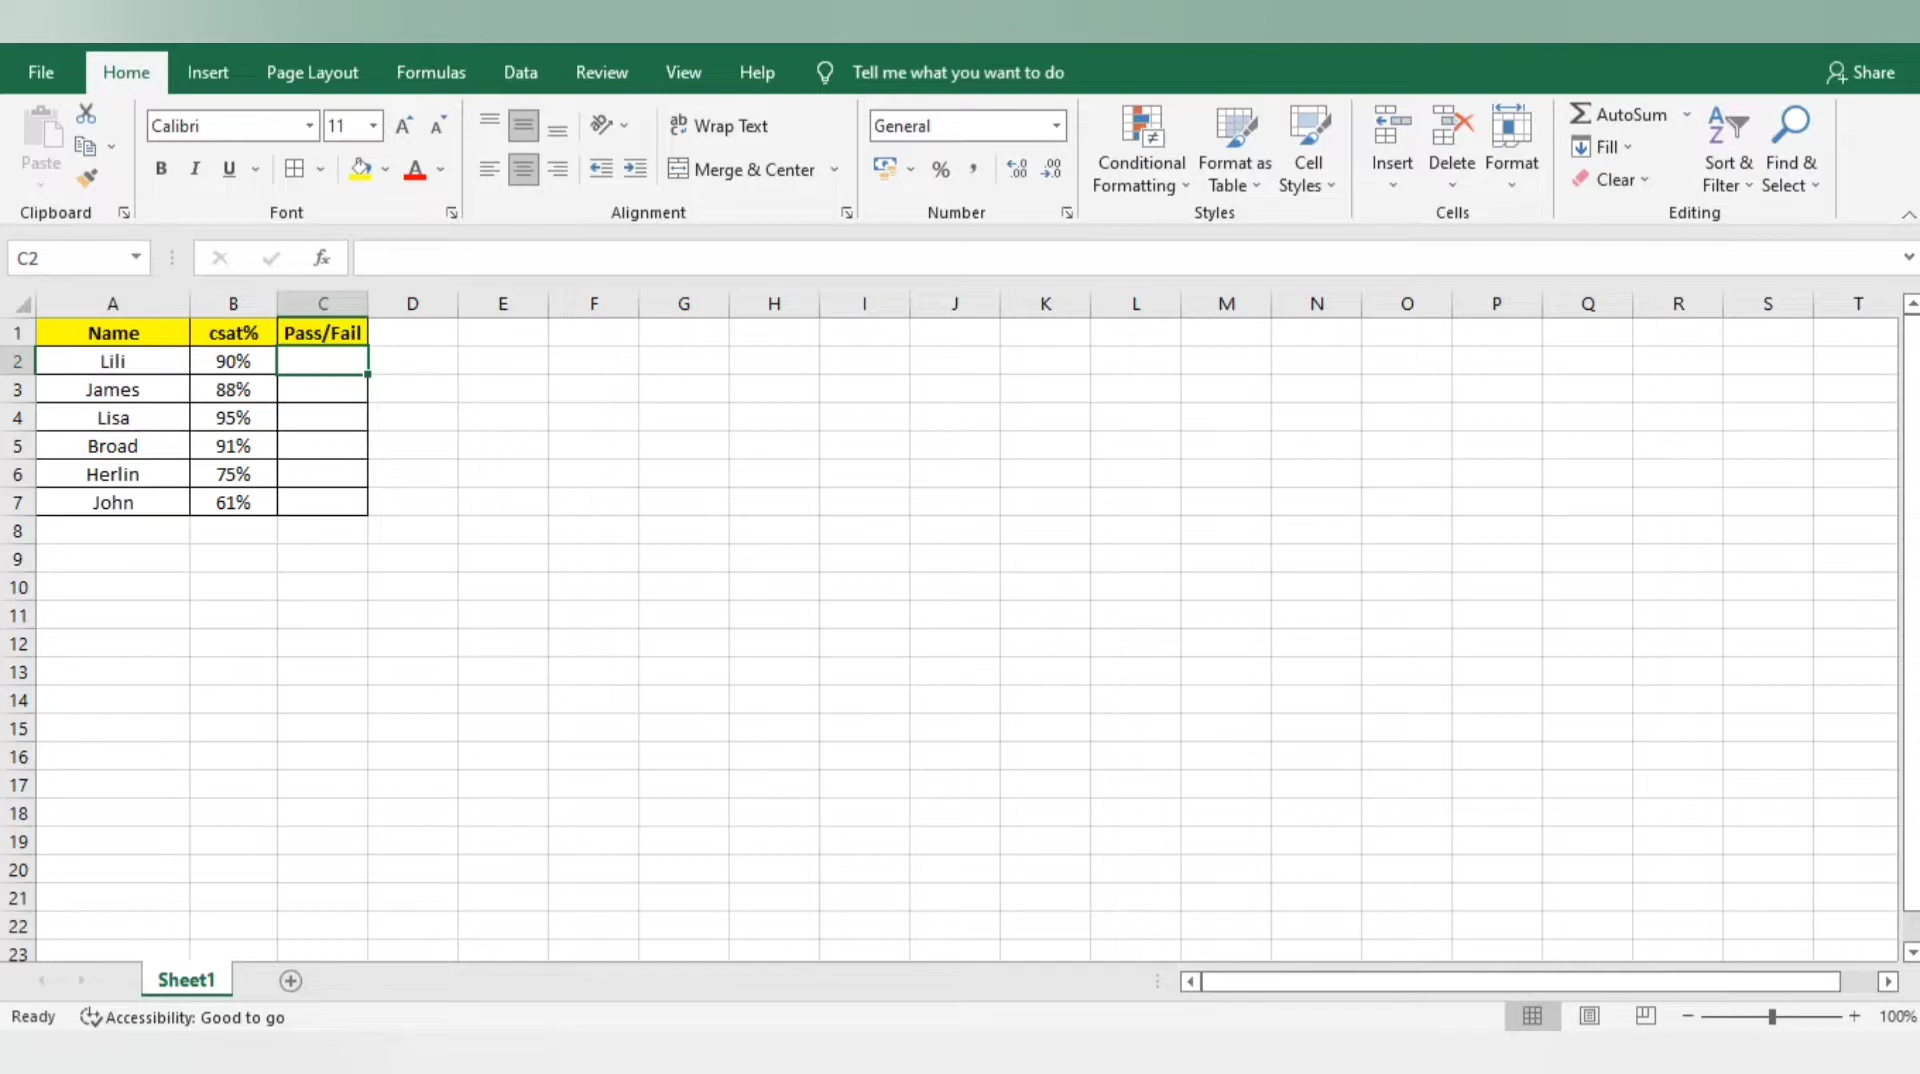 File Home Insert Page Layout Formulas Data Review View Help Tell me what you want to do Share
Paste
Clipboard
Calibri 11
B I U
Font
Wrap Text
Merge & Center
Alignment
General
%
Number
Conditional Formatting
Format as Table
Cell Styles
Styles
Insert Delete Format
Cells
AutoSum
Fill
Clear
Sort & Filter
Find & Select
Editing
C2 fx
A B C D E F G H I J K L M N O P Q R S T
1 Name csat% Pass/Fail
2 Lili 90%
3 James 88%
4 Lisa 95%
5 Broad 91%
6 Herlin 75%
7 John 61%
8
9
10
11
12
13
14
15
16
17
18
19
20
21
22
23
Sheet1
Ready Accessibility: Good to go 100%